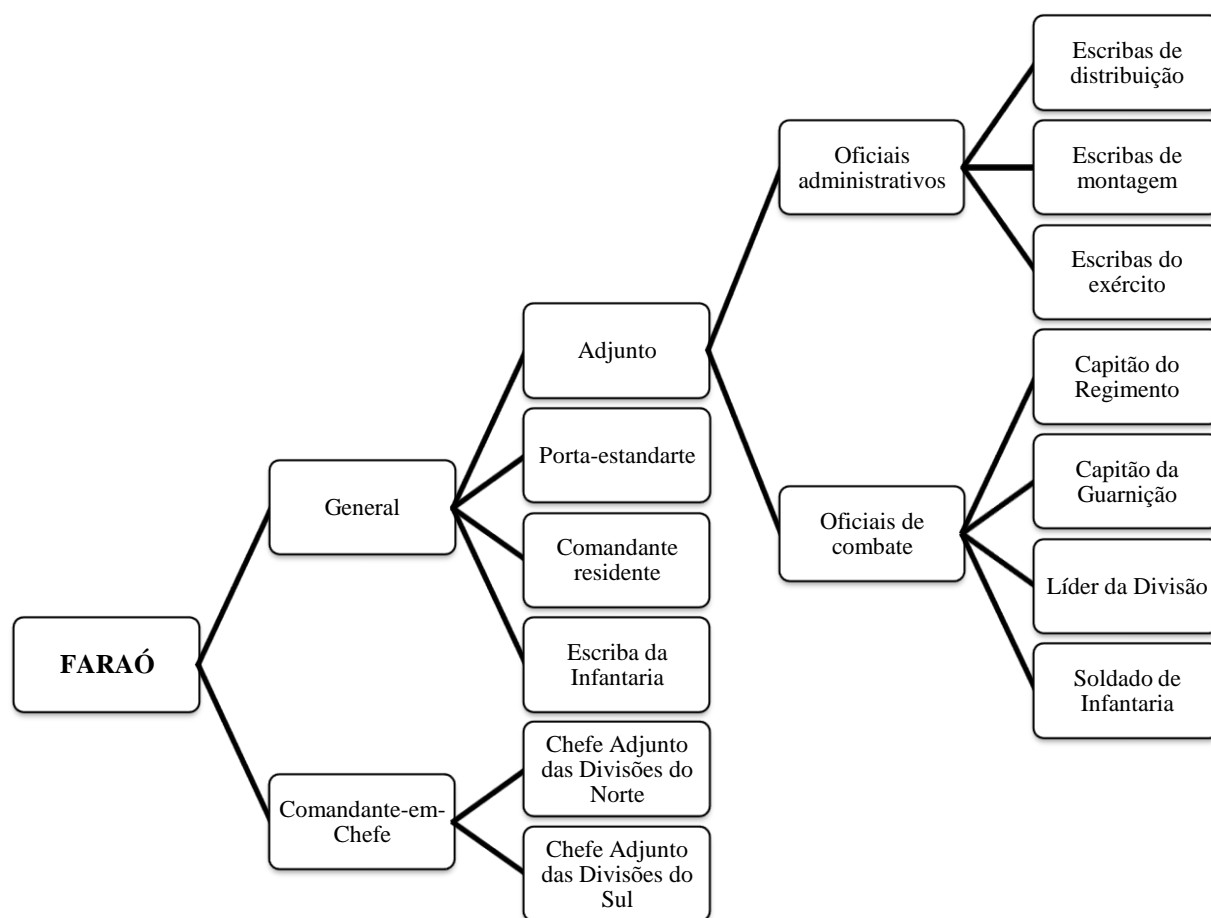 FARAÓ
General
Comandante-em-
Chefe
Adjunto
Porta-estandarte
Comandante
residente
Escriba da
Infantaria
Chefe Adjunto
das Divisões do
Norte
Chefe Adjunto
das Divisões do
Sul
Oficiais
administrativos
Oficiais de
combate
Escribas de
distribuição
Escribas de
montagem
Escribas do
exército
Capitão do
Regimento
Capitão da
Guarnição
Líder da Divisão
Soldado de
Infantaria